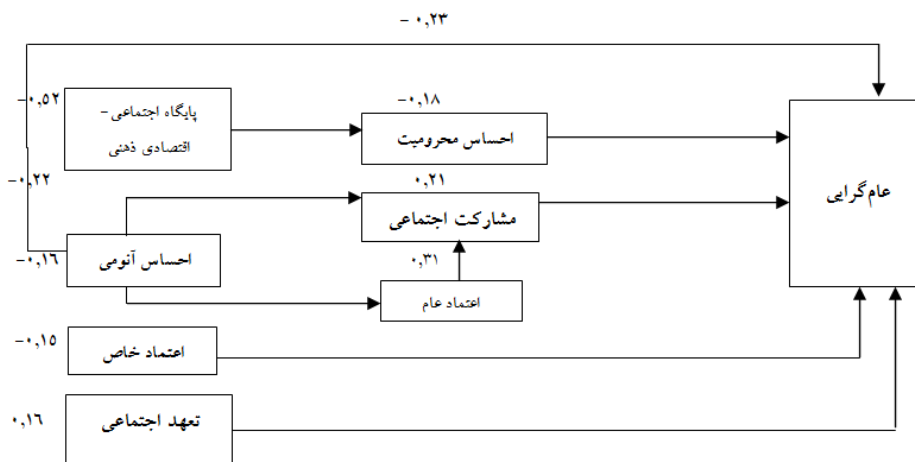 -۰,۲۳
-۰,۵۲
پایگاه اجتماعی-
اقتصادی ذهنی
-۰,۱۸
احساس محرومیت
عام‌گرایی
-۰,۲۲
۰,۲۱
مشارکت اجتماعی
-۰,۱۶
احساس آنومی
۰,۳۱
اعتماد عام
-۰,۱۵
اعتماد خاص
۰,۱۶
تعهد اجتماعی